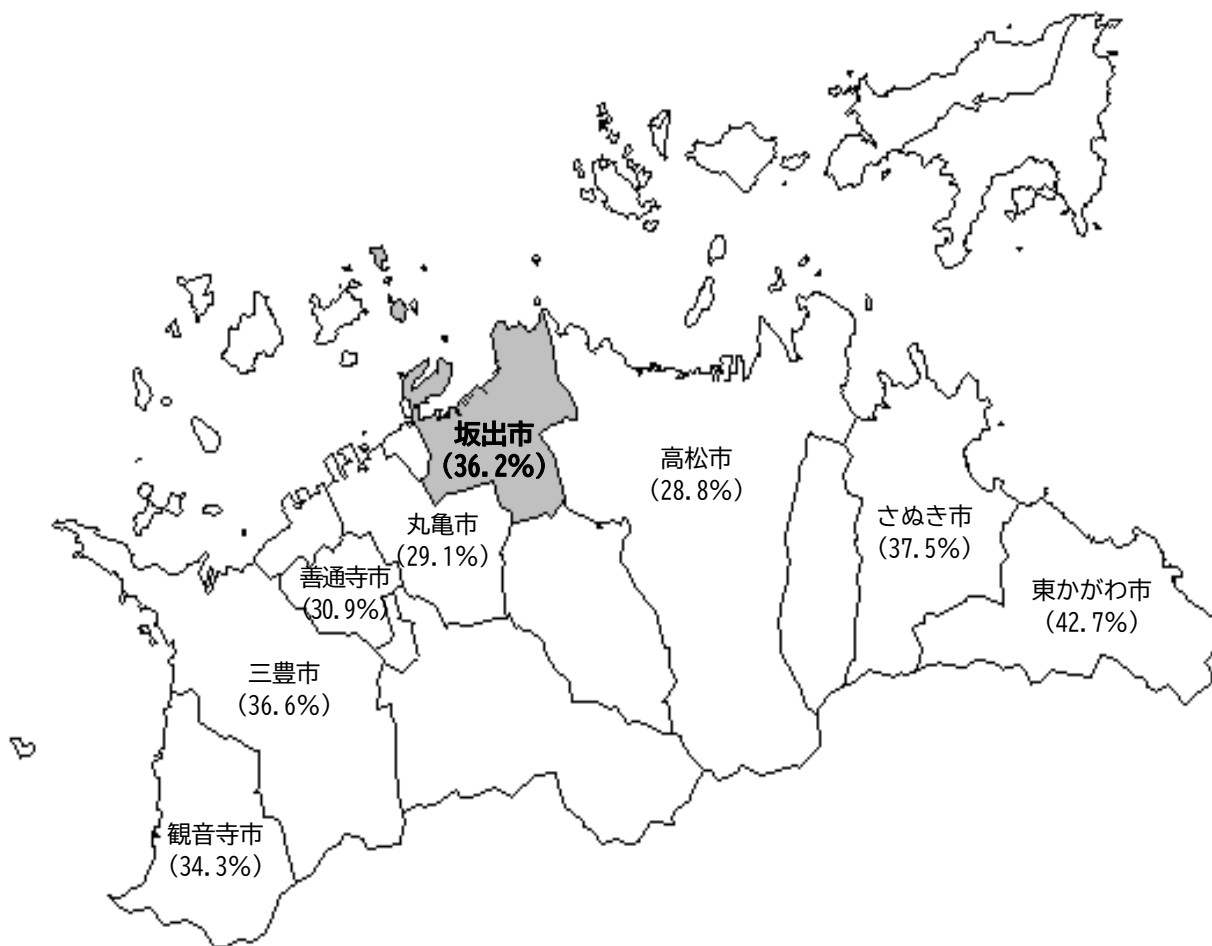 坂出市
(36.2%)
高松市
(28.8%)
丸亀市
(29.1%)
さぬき市
(37.5%)
善通寺市
(30.9%)
東かがわ市
(42.7%)
三豊市
(36.6%)
観音寺市
(34.3%)